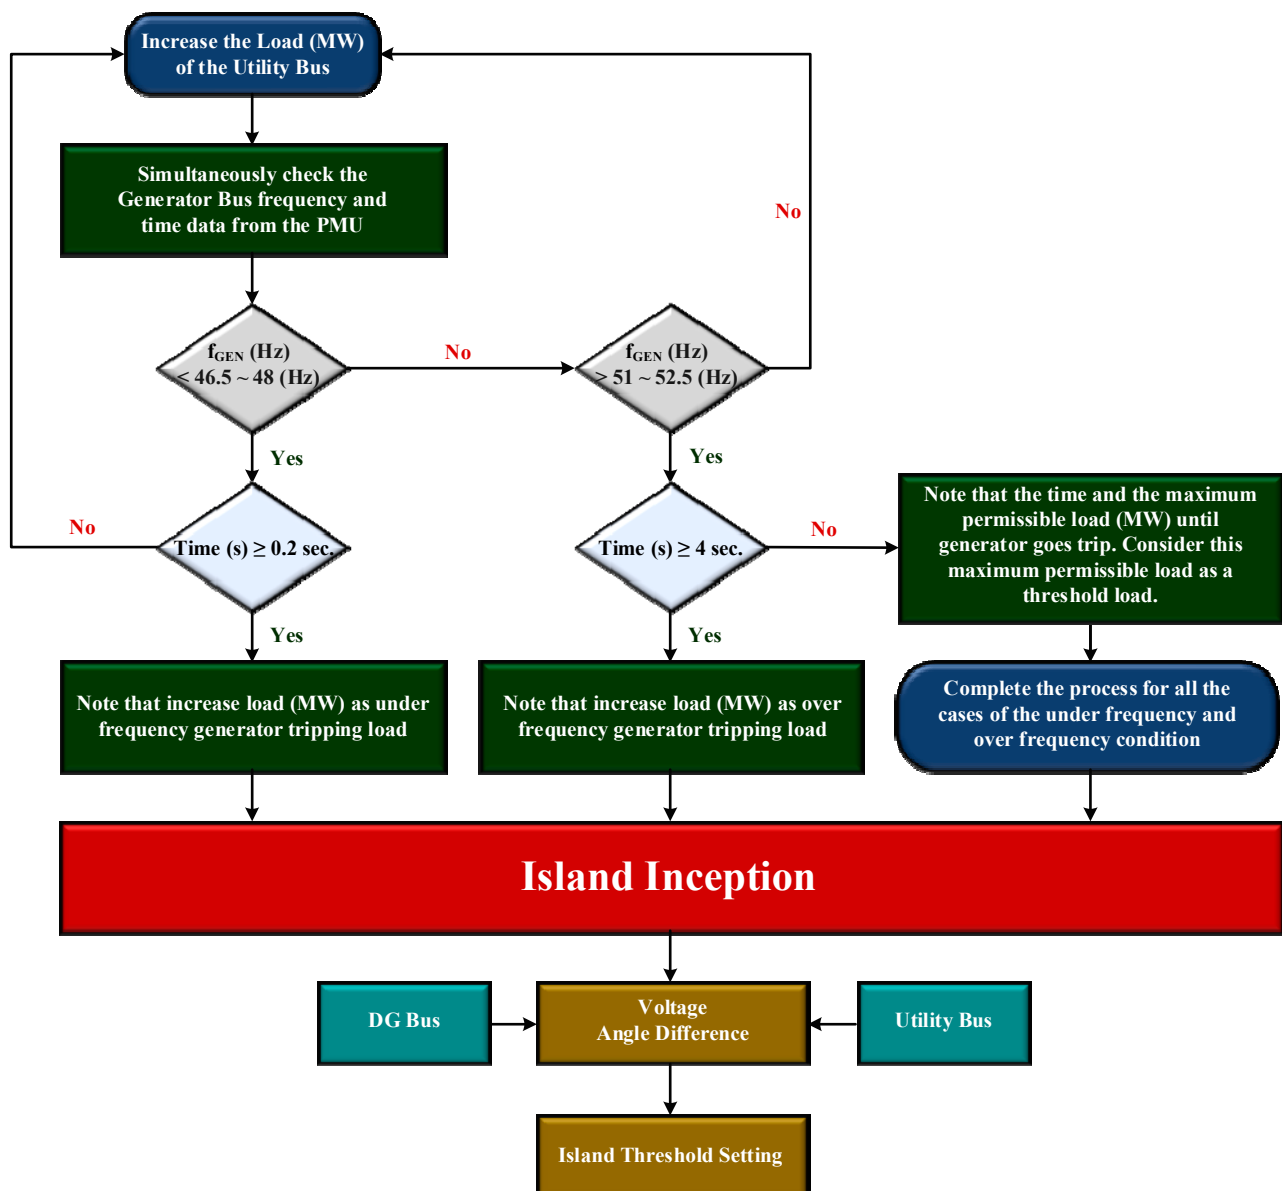 Increase the Load (MW)
of the Utility Bus
Simultaneously check the
Generator Bus frequency and
time data from the PMU
No
fGEN (Hz)
< 46.5 ~ 48 (Hz)
No
fGEN (Hz)
> 51 ~ 52.5 (Hz)
Yes
Yes
No
Time (s) ≥ 0.2 sec.
Time (s) ≥ 4 sec.
No
Note that the time and the maximum
permissible load (MW) until
generator goes trip. Consider this
maximum permissible load as a
threshold load.
Yes
Yes
Note that increase load (MW) as under
frequency generator tripping load
Note that increase load (MW) as over
frequency generator tripping load
Complete the process for all the
cases of the under frequency and
over frequency condition
Island Inception
DG Bus
Voltage
Angle Difference
Utility Bus
Island Threshold Setting